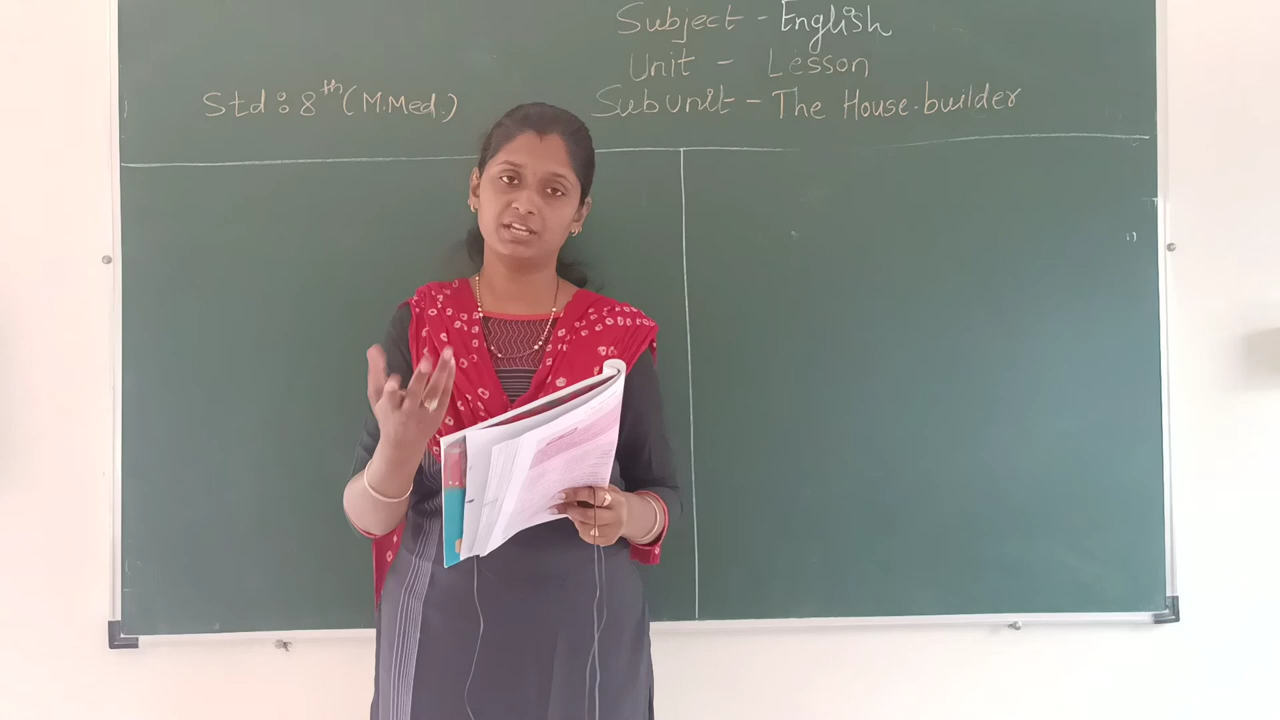 Subject - English
Unit - Lesson
Std : 8th (M.Med.)
Subunit - The House-builder